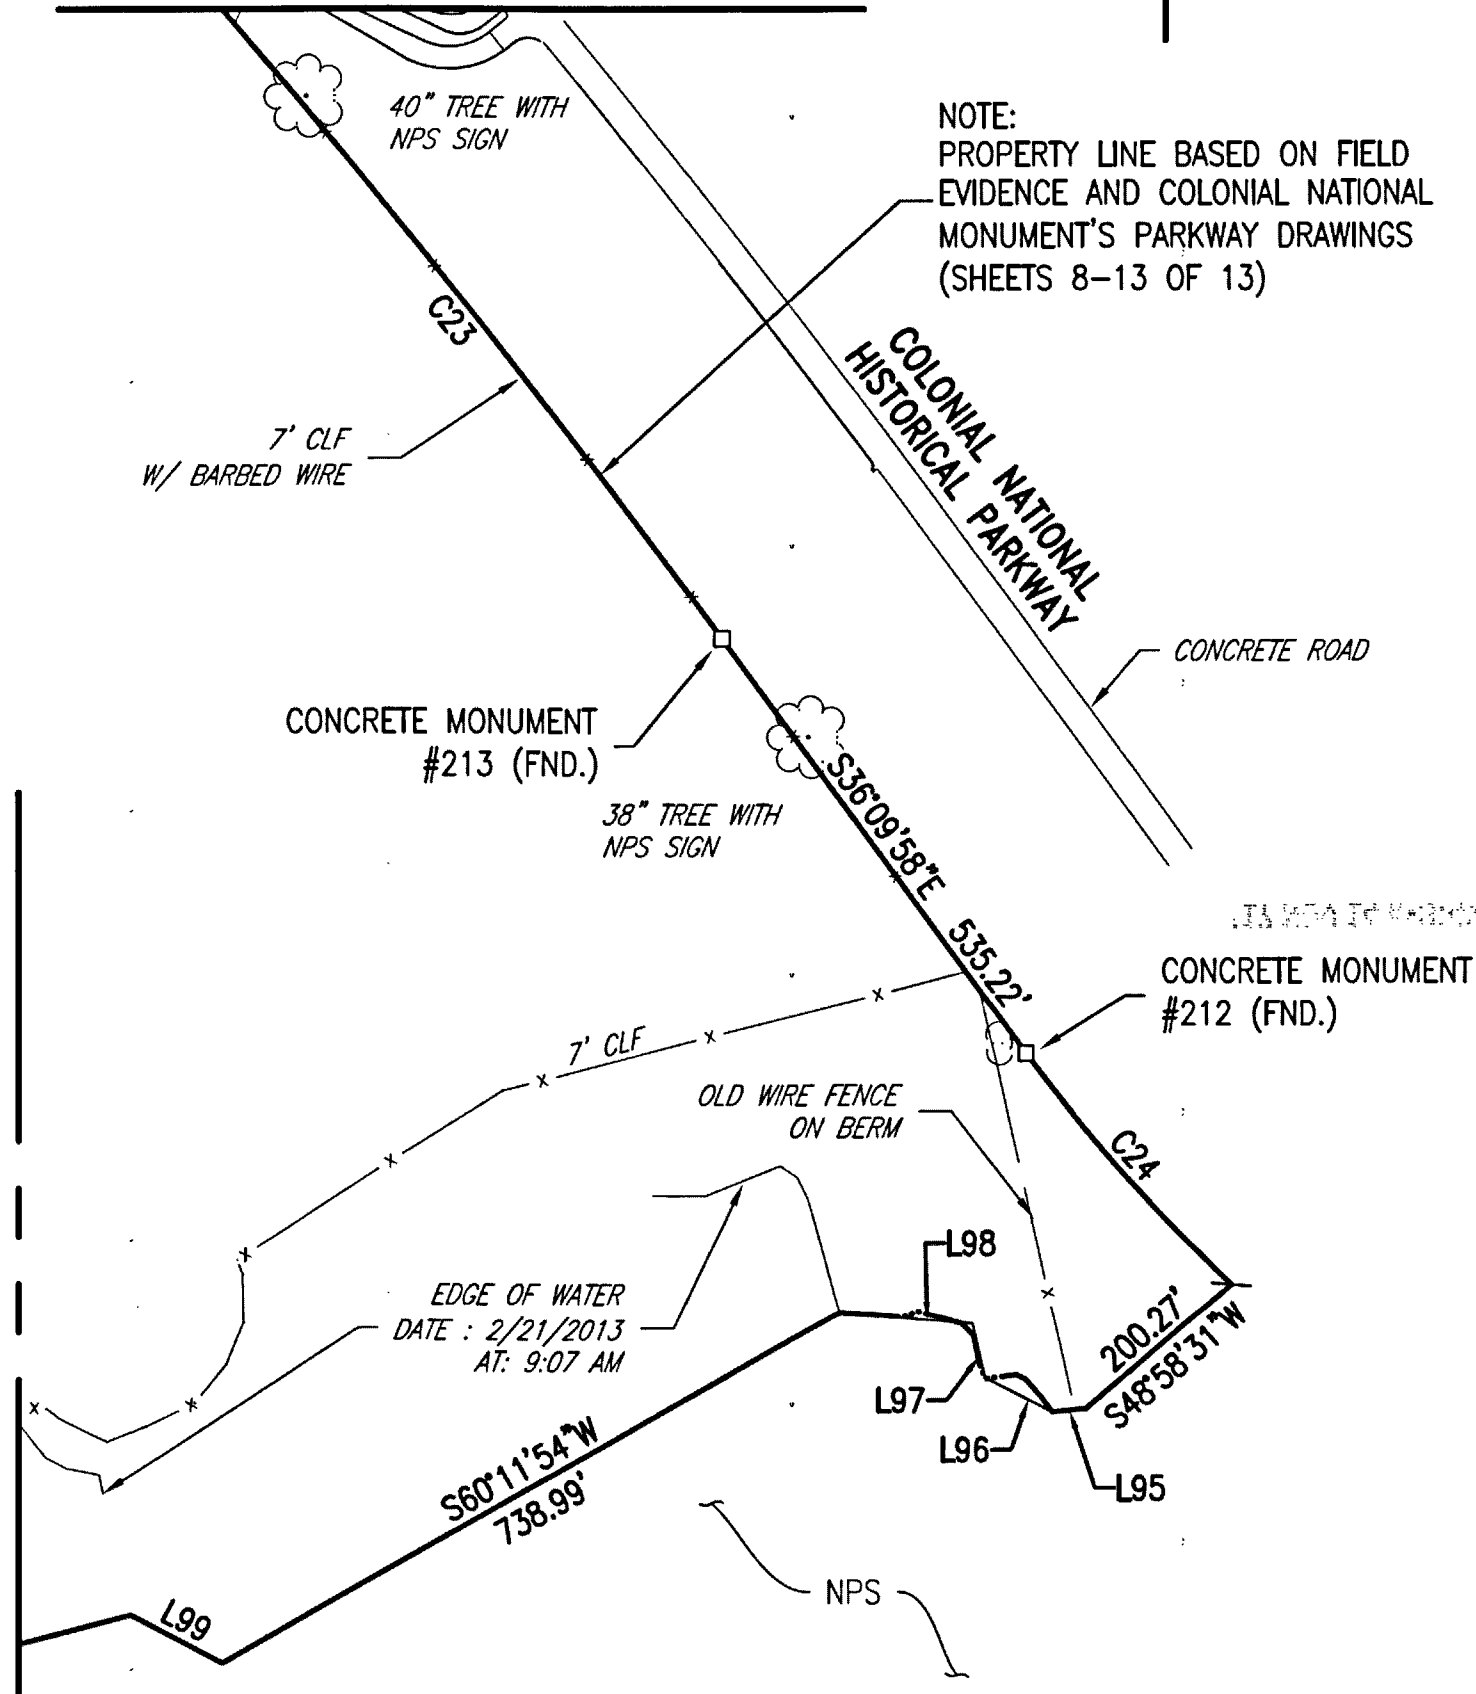 40" TREE WITH
NPS SIGN
NOTE:
PROPERTY LINE BASED ON FIELD
EVIDENCE AND COLONIAL NATIONAL
MONUMENT'S PARKWAY DRAWINGS
(SHEETS 8-13 OF 13)
C23
COLONIAL NATIONAL
HISTORICAL PARKWAY
7' CLF
W/ BARBED WIRE
CONCRETE ROAD
CONCRETE MONUMENT
#213 (FND.)
38" TREE WITH
NPS SIGN
S36°09'58"E 535.22'
CONCRETE MONUMENT
#212 (FND.)
7' CLF
OLD WIRE FENCE
ON BERM
C24
L98
EDGE OF WATER
DATE : 2/21/2013
AT: 9:07 AM
200.27'
S48°58'31"W
L97
L96
L95
S60°11'54"W
738.99'
NPS
L99